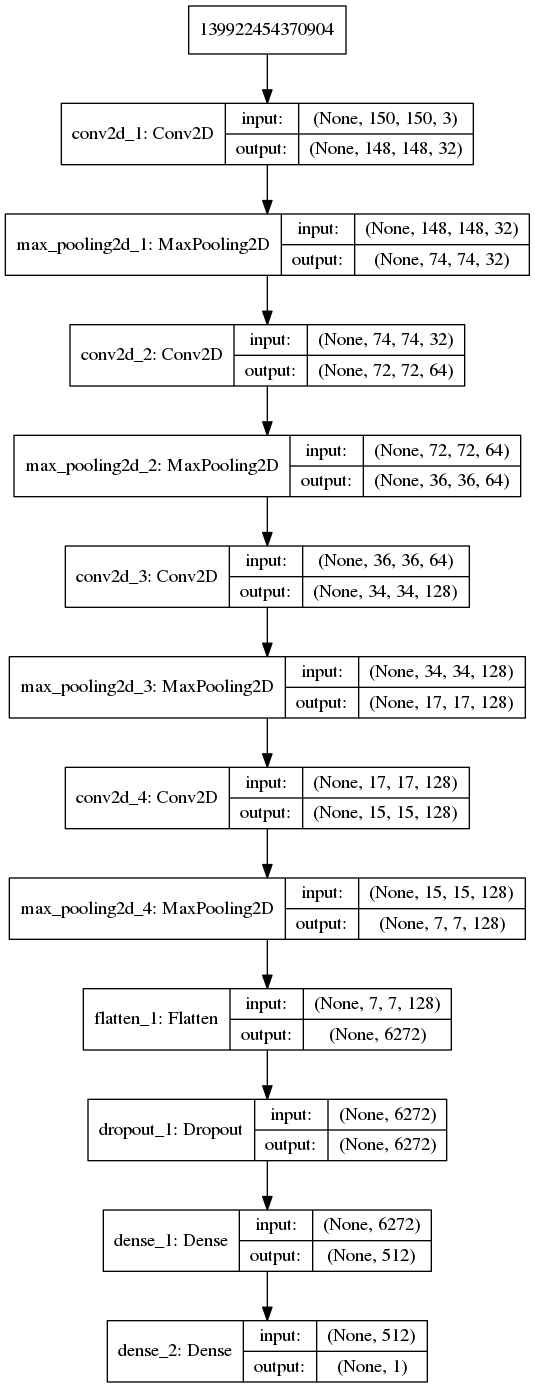 139922454370904
conv2d_1: Conv2D
input: (None, 150, 150, 3)
output: (None, 148, 148, 32)
max_pooling2d_1: MaxPooling2D
input: (None, 148, 148, 32)
output: (None, 74, 74, 32)
conv2d_2: Conv2D
input: (None, 74, 74, 32)
output: (None, 72, 72, 64)
max_pooling2d_2: MaxPooling2D
input: (None, 72, 72, 64)
output: (None, 36, 36, 64)
conv2d_3: Conv2D
input: (None, 36, 36, 64)
output: (None, 34, 34, 128)
max_pooling2d_3: MaxPooling2D
input: (None, 34, 34, 128)
output: (None, 17, 17, 128)
conv2d_4: Conv2D
input: (None, 17, 17, 128)
output: (None, 15, 15, 128)
max_pooling2d_4: MaxPooling2D
input: (None, 15, 15, 128)
output: (None, 7, 7, 128)
flatten_1: Flatten
input: (None, 7, 7, 128)
output: (None, 6272)
dropout_1: Dropout
input: (None, 6272)
output: (None, 6272)
dense_1: Dense
input: (None, 6272)
output: (None, 512)
dense_2: Dense
input: (None, 512)
output: (None, 1)